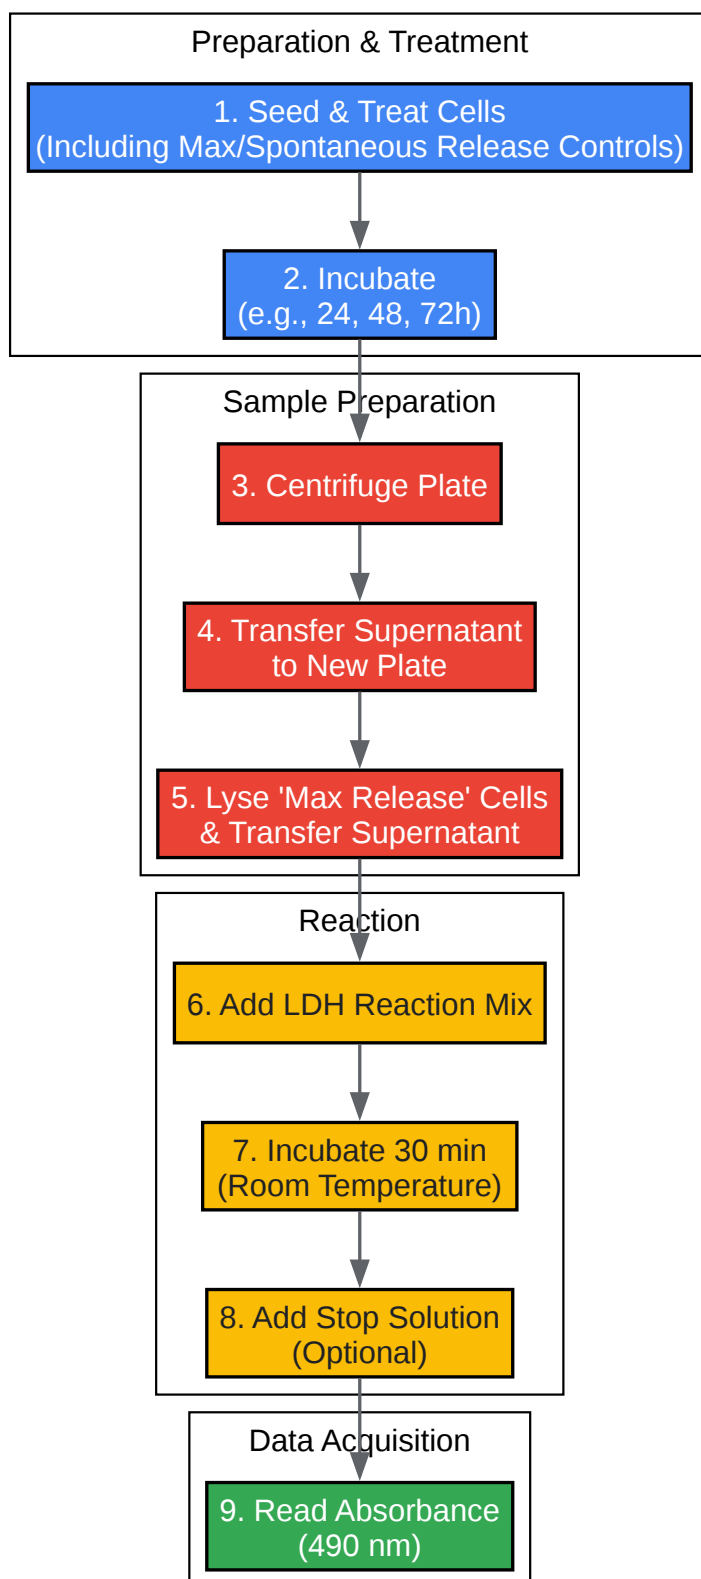 Preparation & Treatment
1. Seed & Treat Cells
(Including Max/Spontaneous Release Controls)
2. Incubate
(e.g., 24, 48, 72h)
Sample Preparation
3. Centrifuge Plate
4. Transfer Supernatant
to New Plate
5. Lyse 'Max Release' Cells
& Transfer Supernatant
Reaction
6. Add LDH Reaction Mix
7. Incubate 30 min
(Room Temperature)
8. Add Stop Solution
(Optional)
Data Acquisition
9. Read Absorbance
(490 nm)